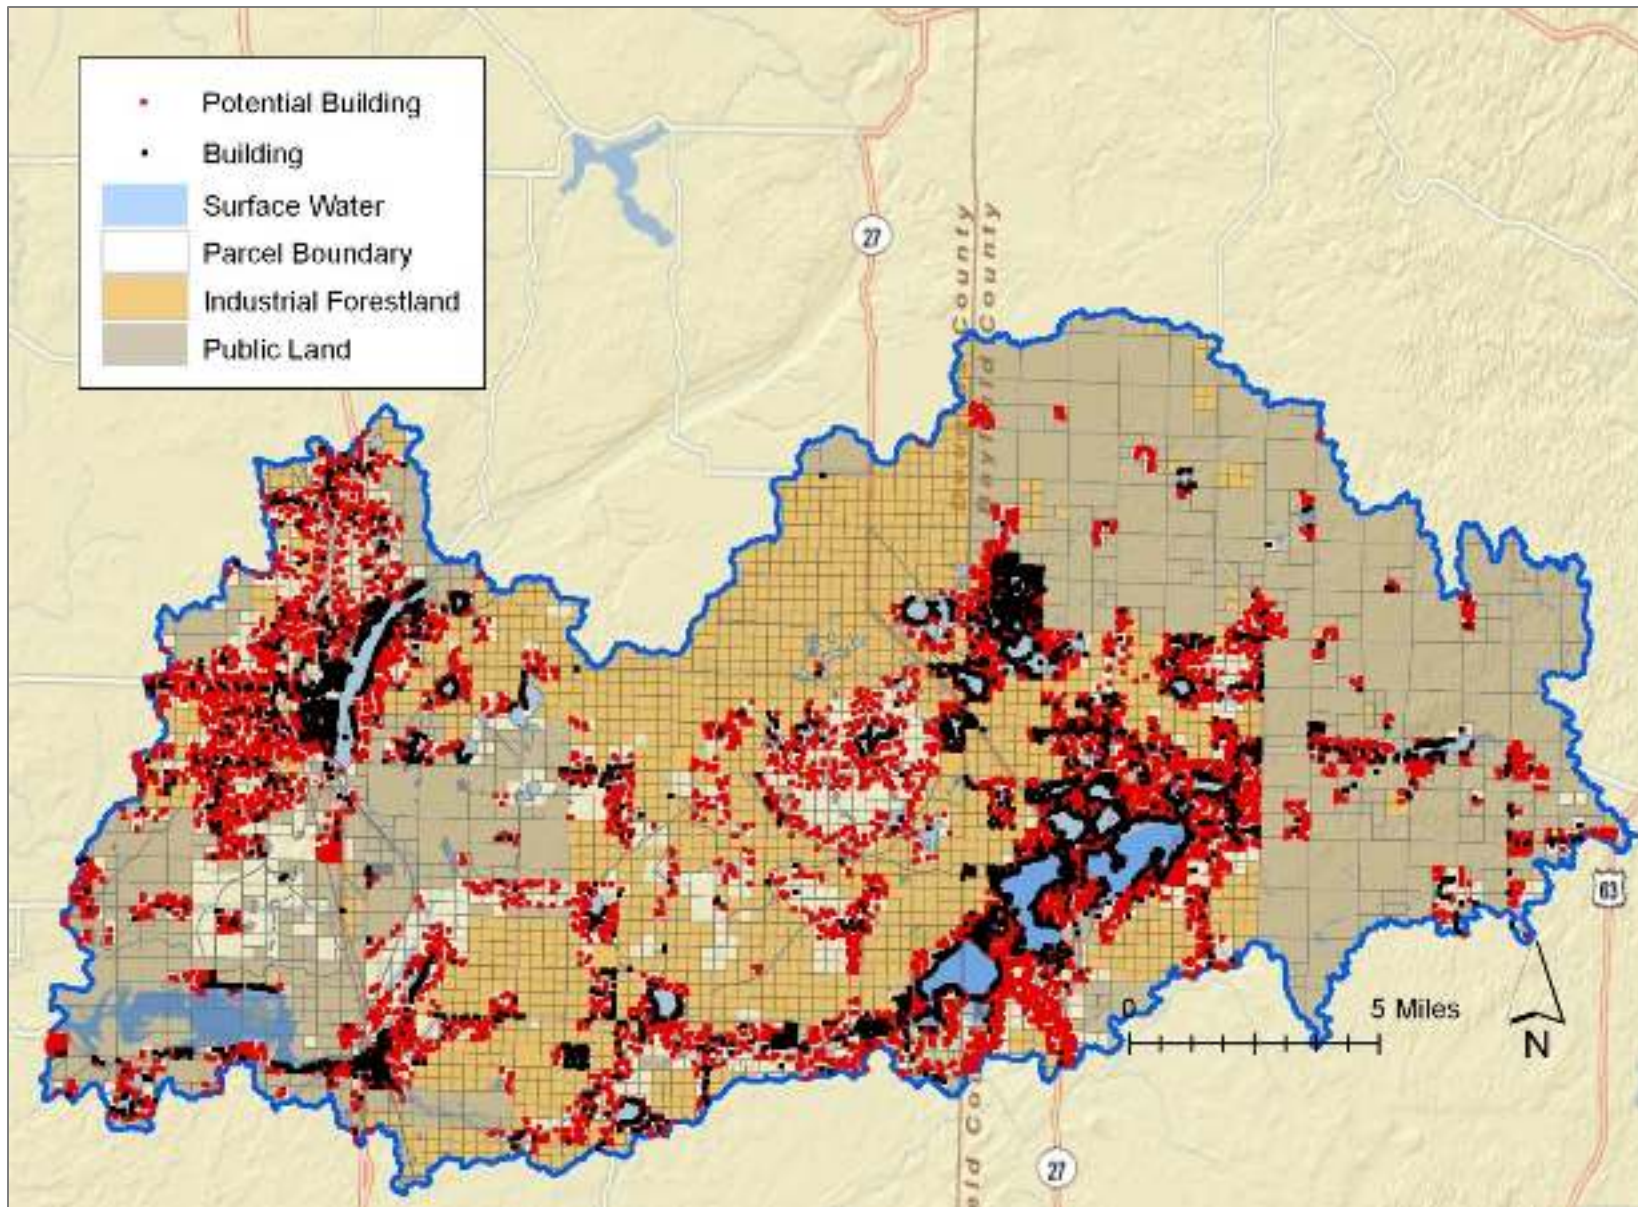 Potential Building
Building
Surface Water
Parcel Boundary
Industrial Forestland
Public Land
27
County
County
63
0
5 Miles
N
27